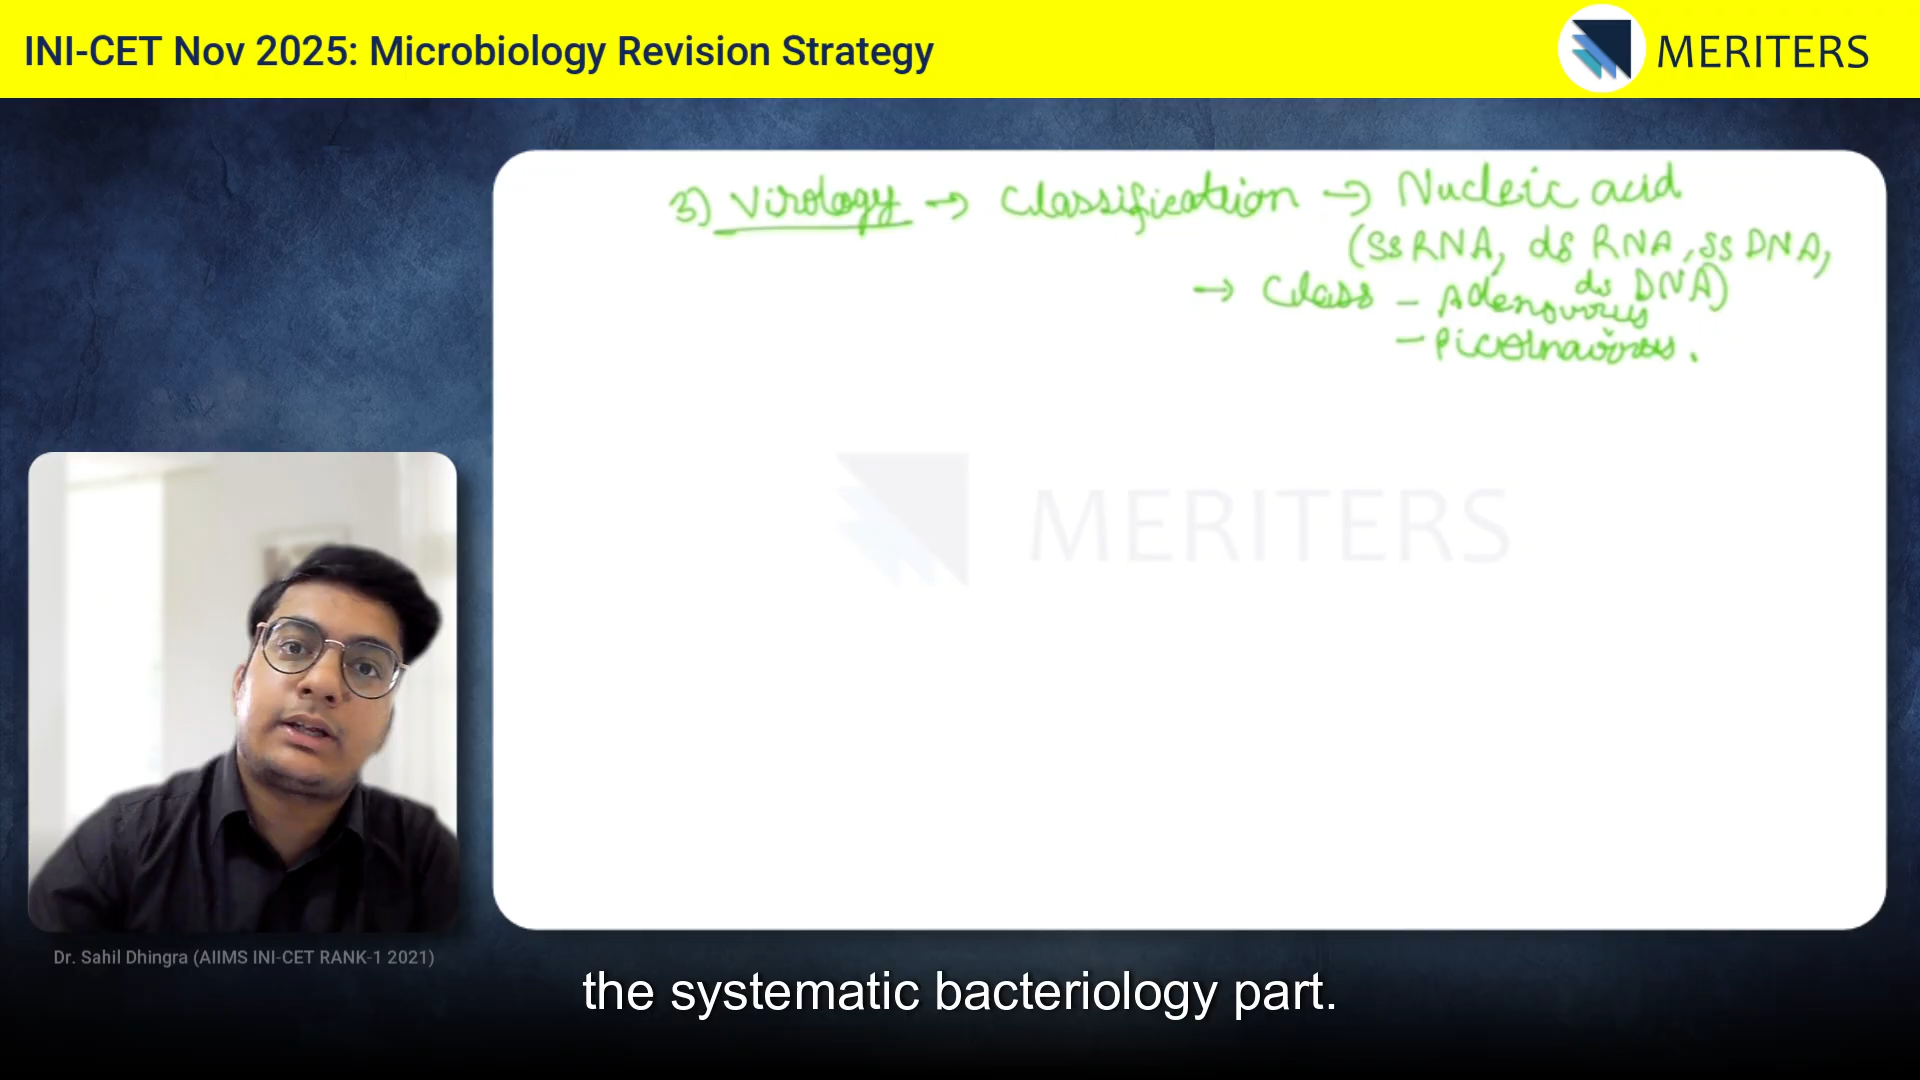 INI-CET Nov 2025: Microbiology Revision Strategy
MERITERS
3) Virology → Classification → Nucleic acid
(ss RNA, ds RNA, ss DNA,
ds DNA)
→ Class - Adenovirus
- Picornavirus.
MERITERS
Dr. Sahil Dhingra (AIIMS INI-CET RANK-1 2021)
the systematic bacteriology part.